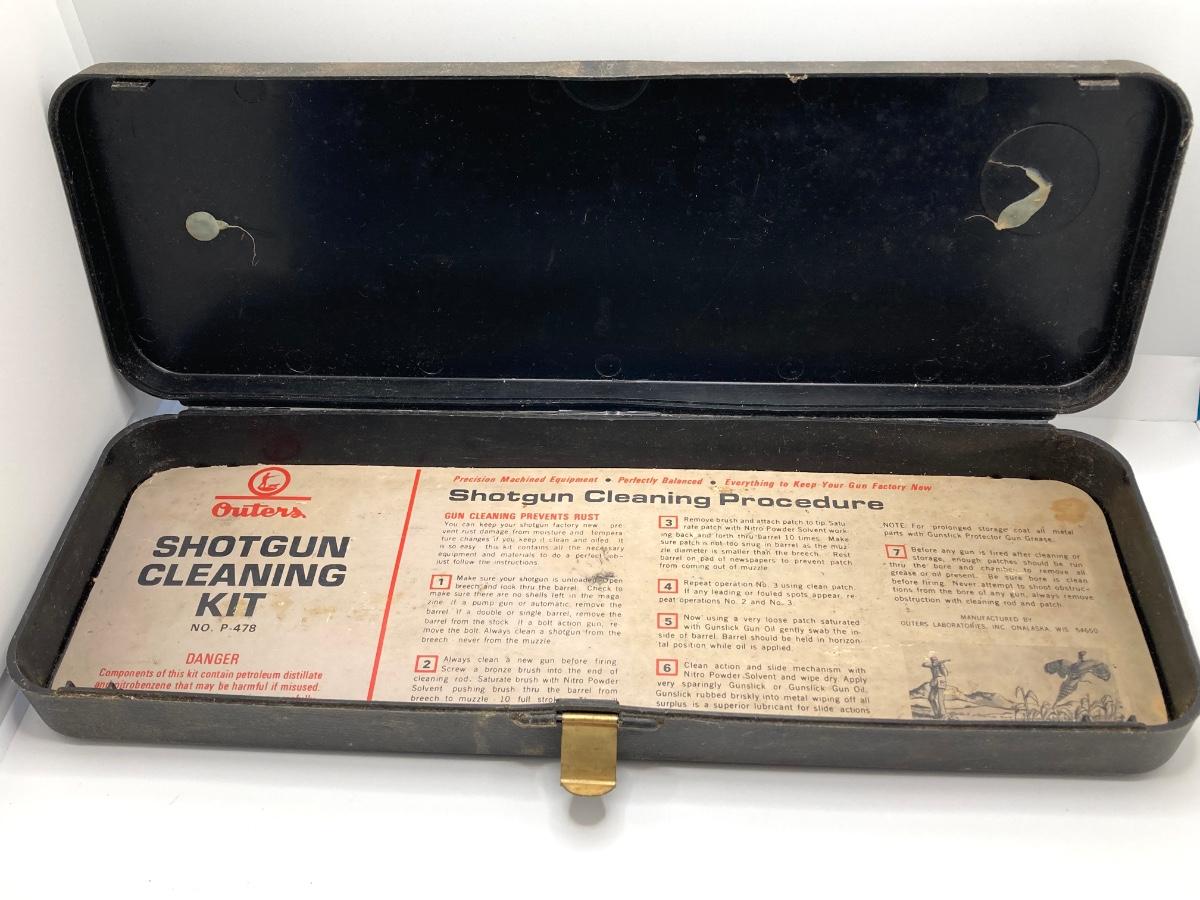 Outers
SHOTGUN
CLEANING
KIT
NO. P-478
DANGER
Components of this kit contain petroleum distillate
and nitrobenzene that may be harmful if misused.
Precision Machined Equipment • Perfectly Balanced • Everything to Keep Your Gun Factory New
Shotgun Cleaning Procedure
GUN CLEANING PREVENTS RUST
You can keep your shotgun factory new - pre
vent rust damage from moisture and tempera
ture changes if you keep it clean and oiled. It
is so easy - this kit contains all the necessary
equipment and materials to do a perfect job-
just follow the instructions.
1 Make sure your shotgun is unloaded. Open
breech and look thru the barrel. Check to
make sure there are no shells left in the maga
zine. If a pump gun or automatic, remove the
barrel. If a double or single barrel, remove the
barrel from the stock. If a bolt action gun, re-
move the bolt. Always clean a shotgun from the
breech - never from the muzzle.
2 Always clean a new gun before firing.
Screw a bronze brush into the end of
cleaning rod. Saturate brush with Nitro Powder
Solvent pushing brush thru the barrel from
breech to muzzle - 10 full
3 Remove brush and attach patch to tip. Satu
rate patch with Nitro Powder Solvent work-
ing back and forth thru barrel 10 times. Make
sure patch is not too snug in barrel as the muz-
zle diameter is smaller than the breech. Rest
barrel on pad of newspapers to prevent patch
from coming out of muzzle.
4 Repeat operation No. 3 using clean patch.
If any leading or fouled spots appear, re-
peat operations No. 2 and No. 3.
5 Now using a very loose patch saturated
with Gunslick Gun Oil gently swab the in-
side of barrel. Barrel should be held in horizon-
tal position while oil is applied.
6 Clean action and slide mechanism with
Nitro Powder Solvent and wipe dry. Apply
very sparingly Gunslick or Gunslick Gun Oil.
Gunslick rubbed briskly into metal wiping off all
surplus is a superior lubricant for slide actions
NOTE: For prolonged storage coat all metal
parts with Gunslick Protector Gun Grease.
7 Before any gun is fired after cleaning or
storage, enough patches should be run
thru the bore and chamber to remove all
grease or oil present. Be sure bore is clean
before firing. Never attempt to shoot obstruc-
tions from the bore of any gun, always remove
obstruction with cleaning rod and patch.
MANUFACTURED BY
OUTERS LABORATORIES, INC. ONALASKA, WIS. 54650